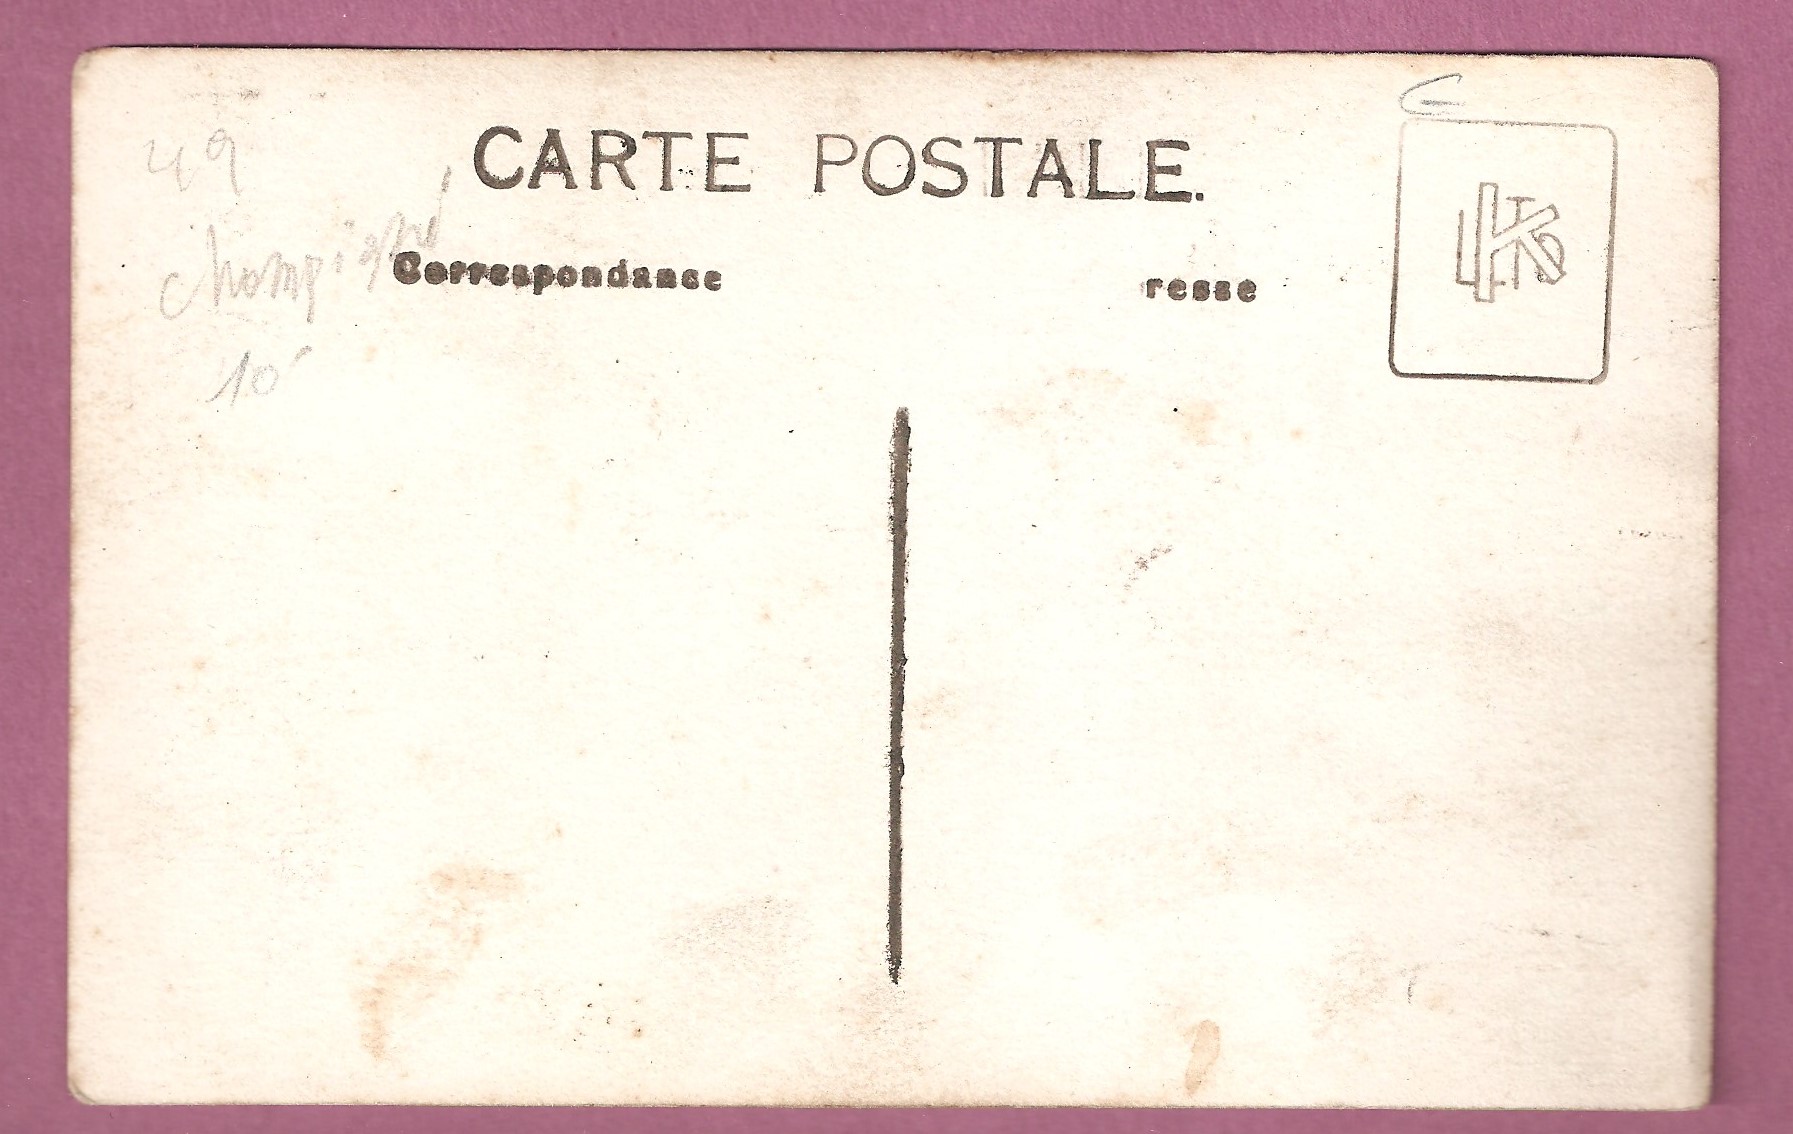 49
CARTE POSTALE.
champigné
Correspondance
resse
10